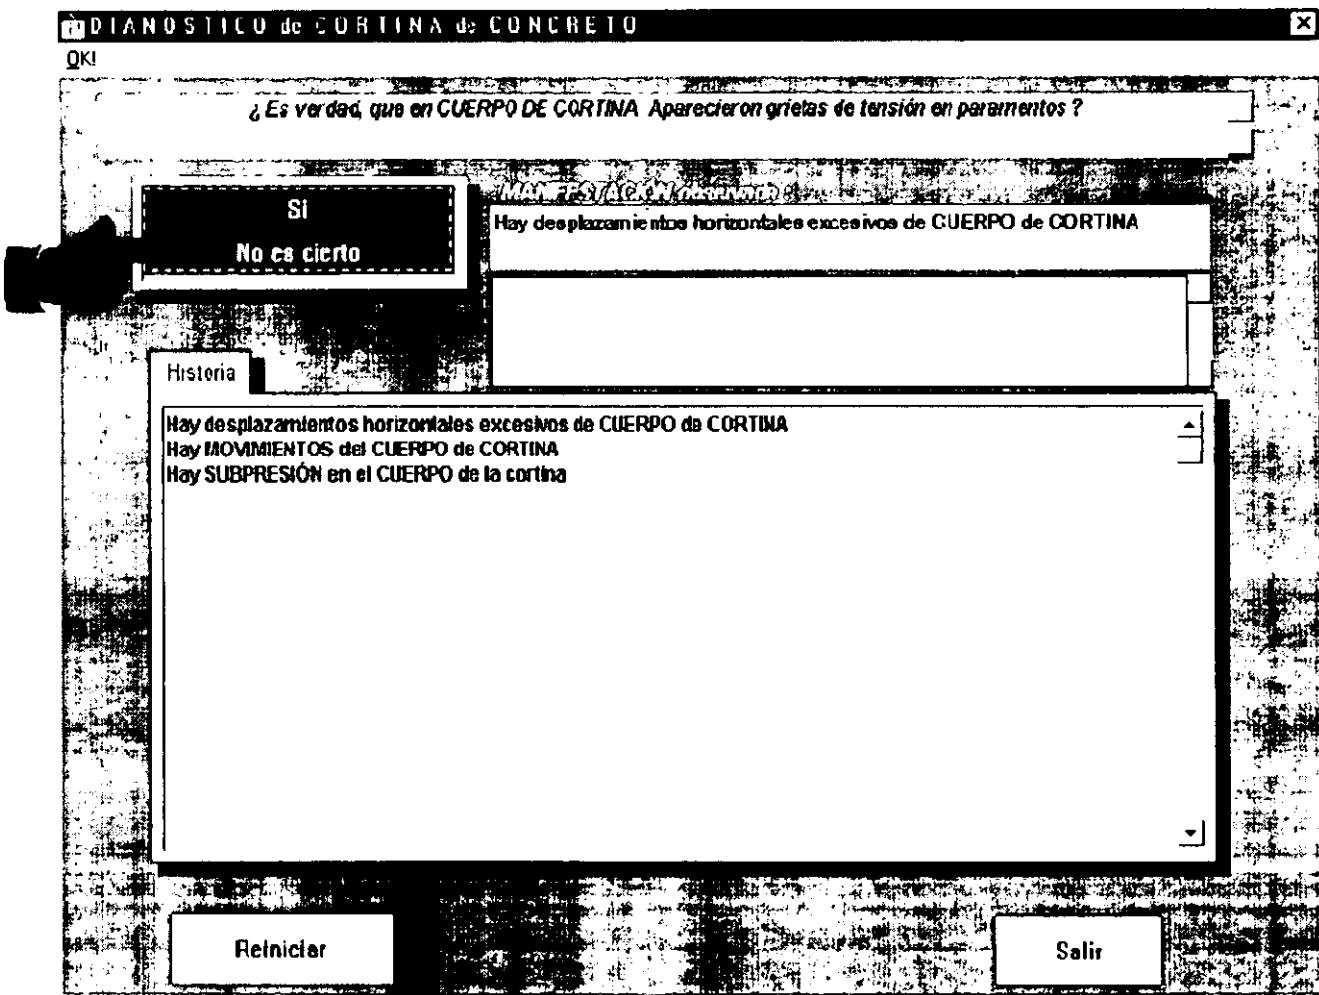 DIANOSTICO de CORTINA de CONCRETO
OK!
¿ Es verdad, que en CUERPO DE CORTINA Aparecieron grietas de tensión en paramentos ?
Si
No es cierto
MANIFESTACION observada :
Hay desplazamientos horizontales excesivos de CUERPO de CORTINA
Historia
Hay desplazamientos horizontales excesivos de CUERPO de CORTINA
Hay MOVIMIENTOS del CUERPO de CORTINA
Hay SUBPRESIÓN en el CUERPO de la cortina
Reiniciar
Salir